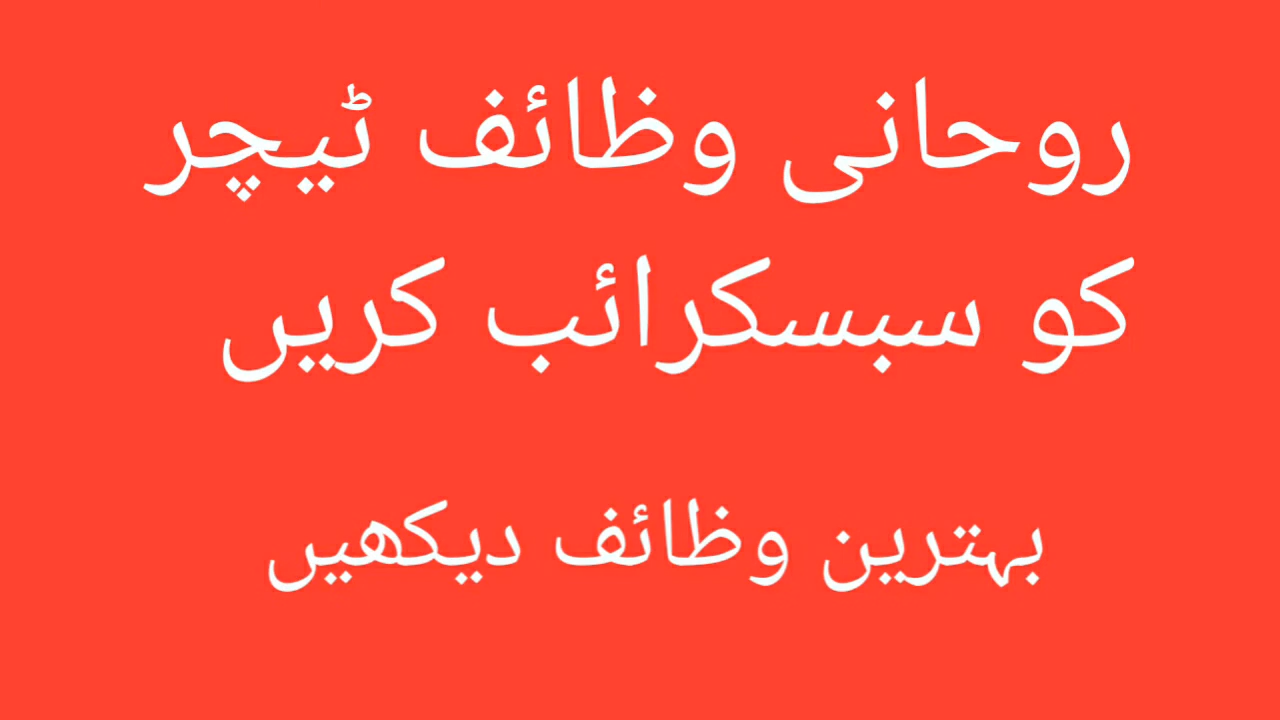 روحانی وظائف ٹیچر
کو سبسکرائب کریں
بہترین وظائف دیکھیں